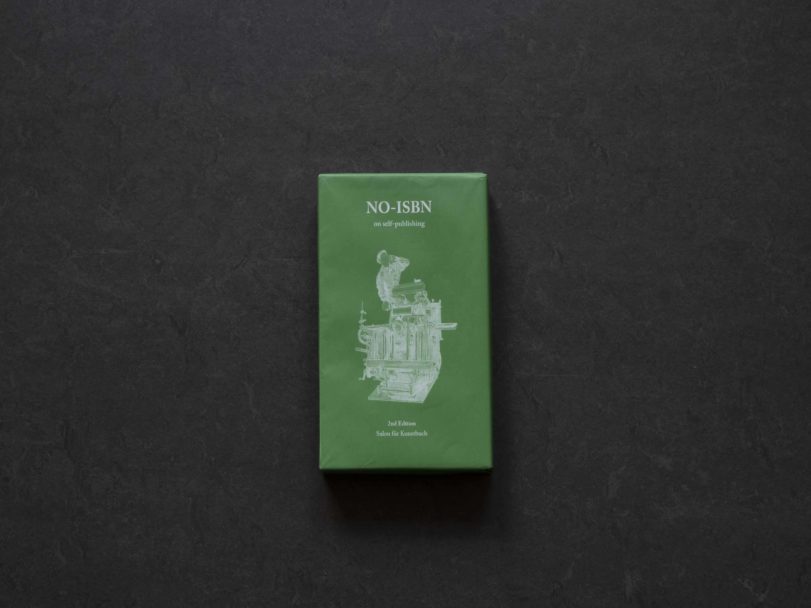 NO-ISBN
on self-publishing
2nd Edition
Salon für Kunstbuch